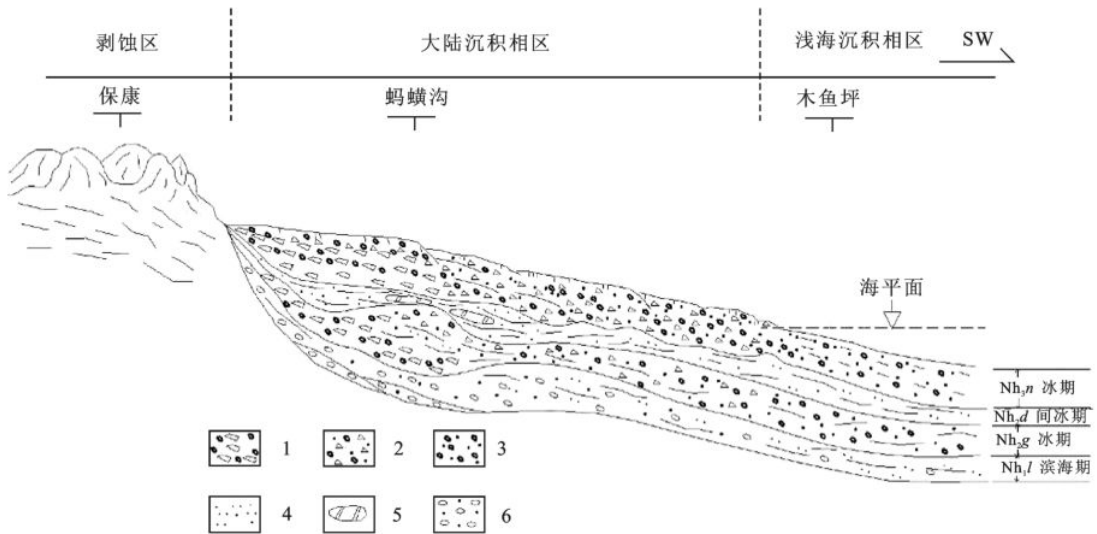 剥蚀区 大陆沉积相区 浅海沉积相区 SW
保康 蚂蟥沟 木鱼坪
海平面
Nh₃n 冰期
Nh₂d 间冰期
Nh₂g 冰期
Nh₁l 滨海期
1 2 3
4 5 6